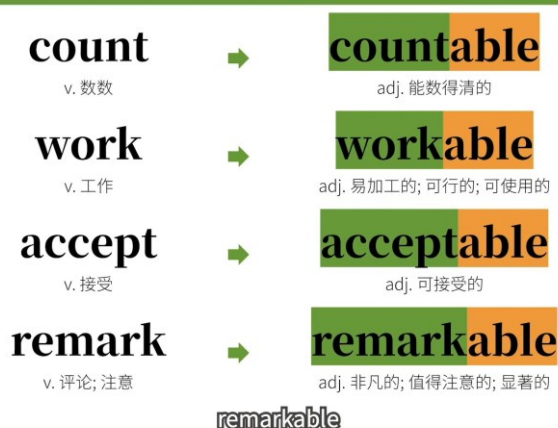 count countable
v. 数数 adj. 能数得清的
work workable
v. 工作 adj. 易加工的; 可行的; 可使用的
accept acceptable
v. 接受 adj. 可接受的
remark remarkable
v. 评论; 注意 adj. 非凡的; 值得注意的; 显著的
remarkable